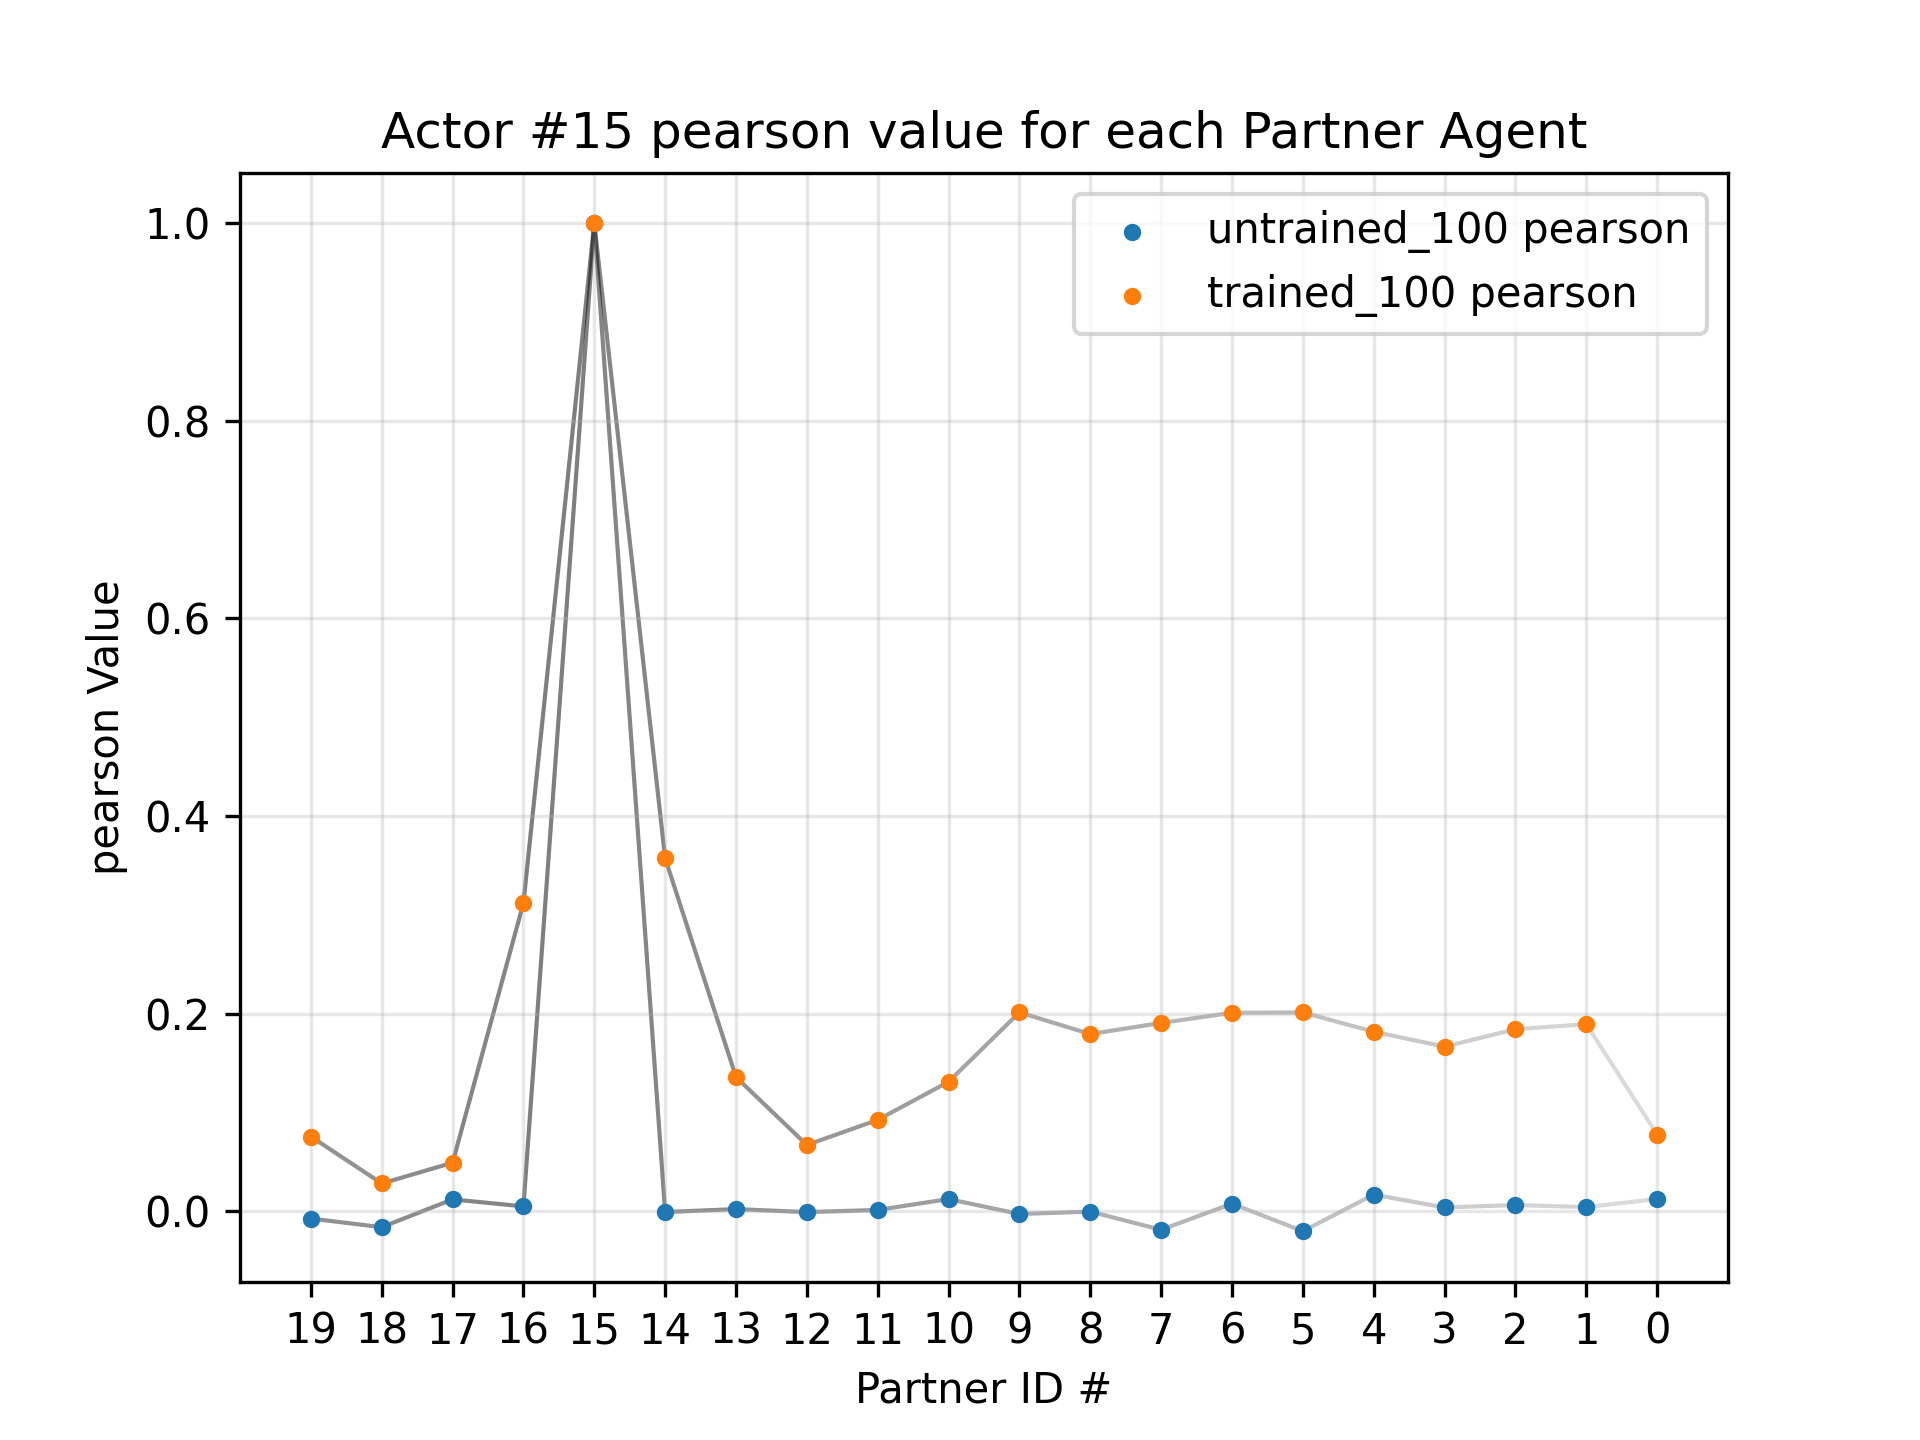 Actor #15 pearson value for each Partner Agent
untrained_100 pearson
trained_100 pearson
1.0
0.8
0.6
0.4
0.2
0.0
pearson Value
19 18 17 16 15 14 13 12 11 10 9 8 7 6 5 4 3 2 1 0
Partner ID #